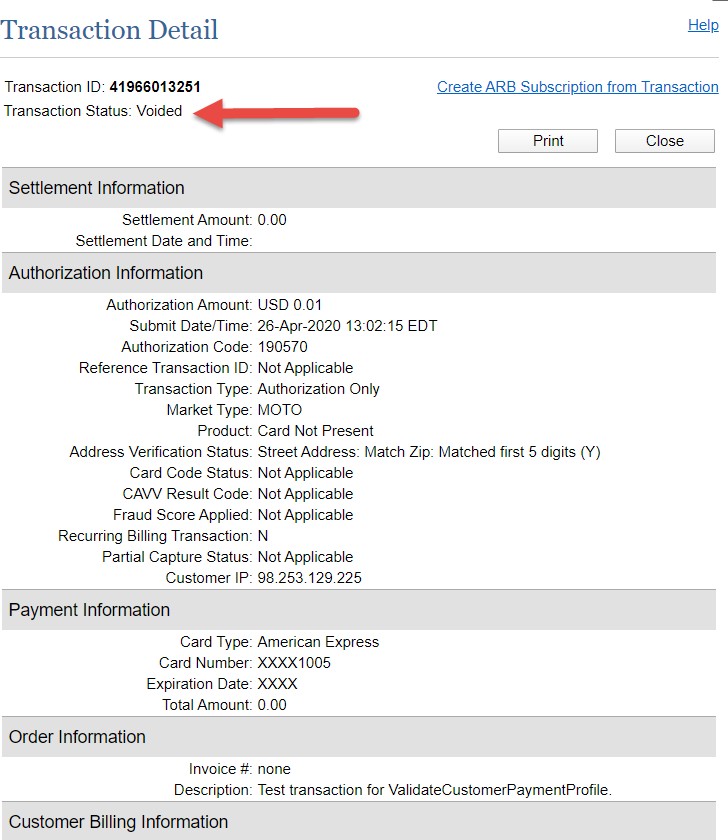 Transaction Detail
Help
Transaction ID: 41966013251
Create ARB Subscription from Transaction
Transaction Status: Voided
Print
Close
Settlement Information
Settlement Amount: 0.00
Settlement Date and Time:
Authorization Information
Authorization Amount: USD 0.01
Submit Date/Time: 26-Apr-2020 13:02:15 EDT
Authorization Code: 190570
Reference Transaction ID: Not Applicable
Transaction Type: Authorization Only
Market Type: MOTO
Product: Card Not Present
Address Verification Status: Street Address: Match Zip: Matched first 5 digits (Y)
Card Code Status: Not Applicable
CAVV Result Code: Not Applicable
Fraud Score Applied: Not Applicable
Recurring Billing Transaction: N
Partial Capture Status: Not Applicable
Customer IP: 98.253.129.225
Payment Information
Card Type: American Express
Card Number: XXXX1005
Expiration Date: XXXX
Total Amount: 0.00
Order Information
Invoice #: none
Description: Test transaction for ValidateCustomerPaymentProfile.
Customer Billing Information